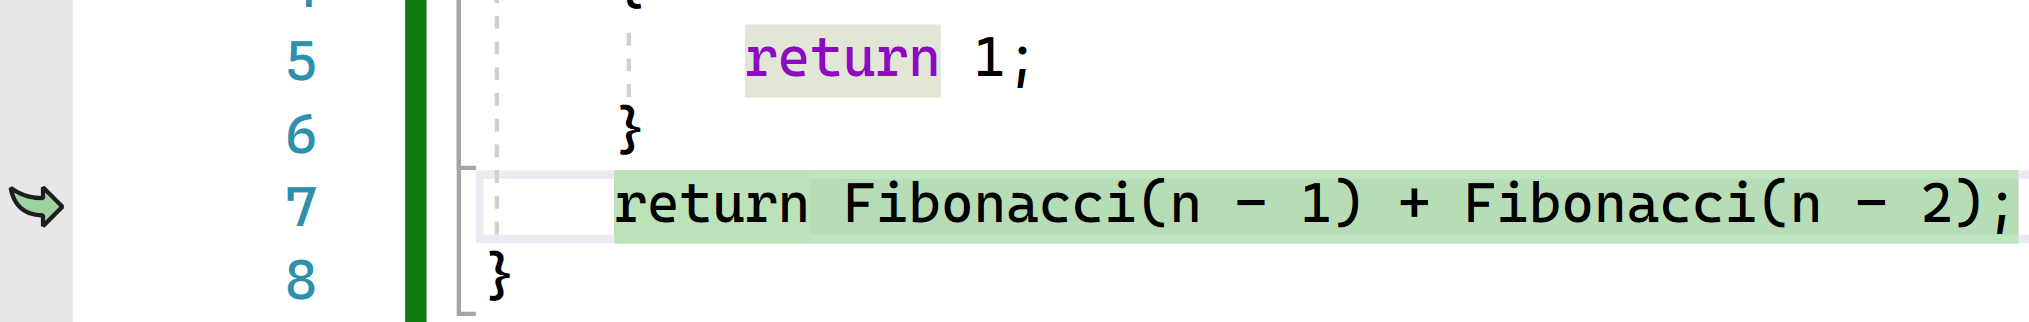 {
5 return 1;
6 }
7 return Fibonacci(n - 1) + Fibonacci(n - 2);
8 }